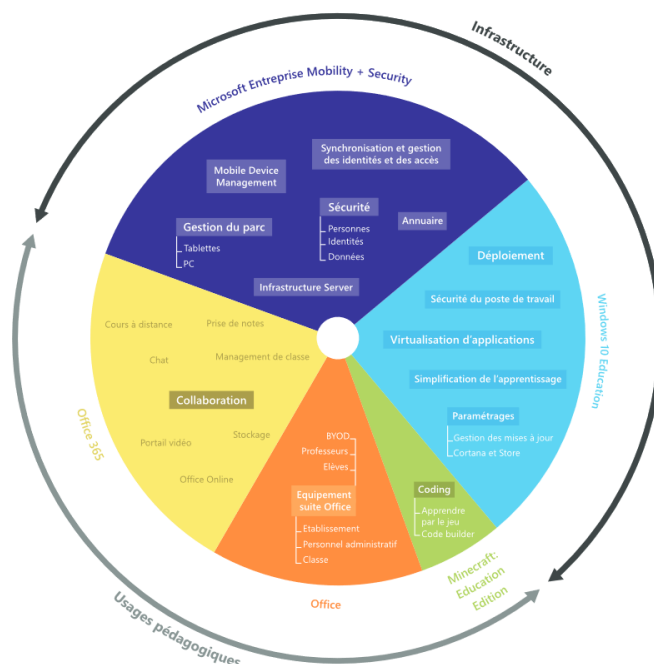 Infrastructure
Microsoft Entreprise Mobility + Security
Synchronisation et gestion
des identités et des accès
Mobile Device
Management
Sécurité
Personnes
Identités
Données
Annuaire
Gestion du parc
Tablettes
PC
Infrastructure Server
Déploiement
Sécurité du poste de travail
Virtualisation d'applications
Simplification de l'apprentissage
Paramétrages
Gestion des mises à jour
Cortana et Store
Windows 10 Education
Cours à distance
Prise de notes
Chat
Management de classe
Collaboration
Portail vidéo
Stockage
Office Online
Office 365
BYOD
Professeurs
Elèves
Equipement
suite Office
Etablissement
Personnel administratif
Classe
Office
Coding
Apprendre
par le jeu
Code builder
Minecraft:
Education
Edition
Usages pédagogiques